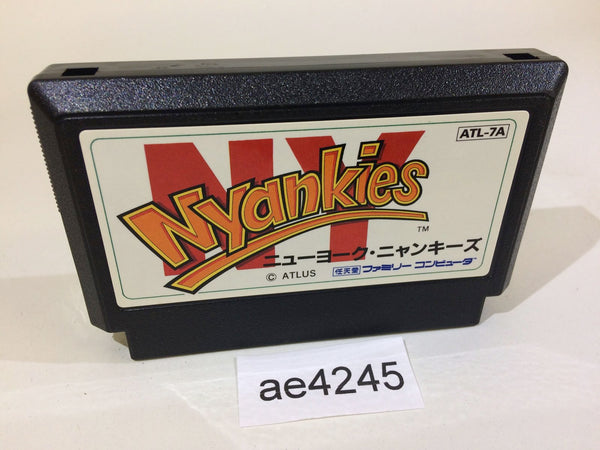 ATL-7A
NY
Nyankies
TM
ニューヨーク・ニャンキーズ
© ATLUS
任天堂 ファミリー コンピュータ
ae4245